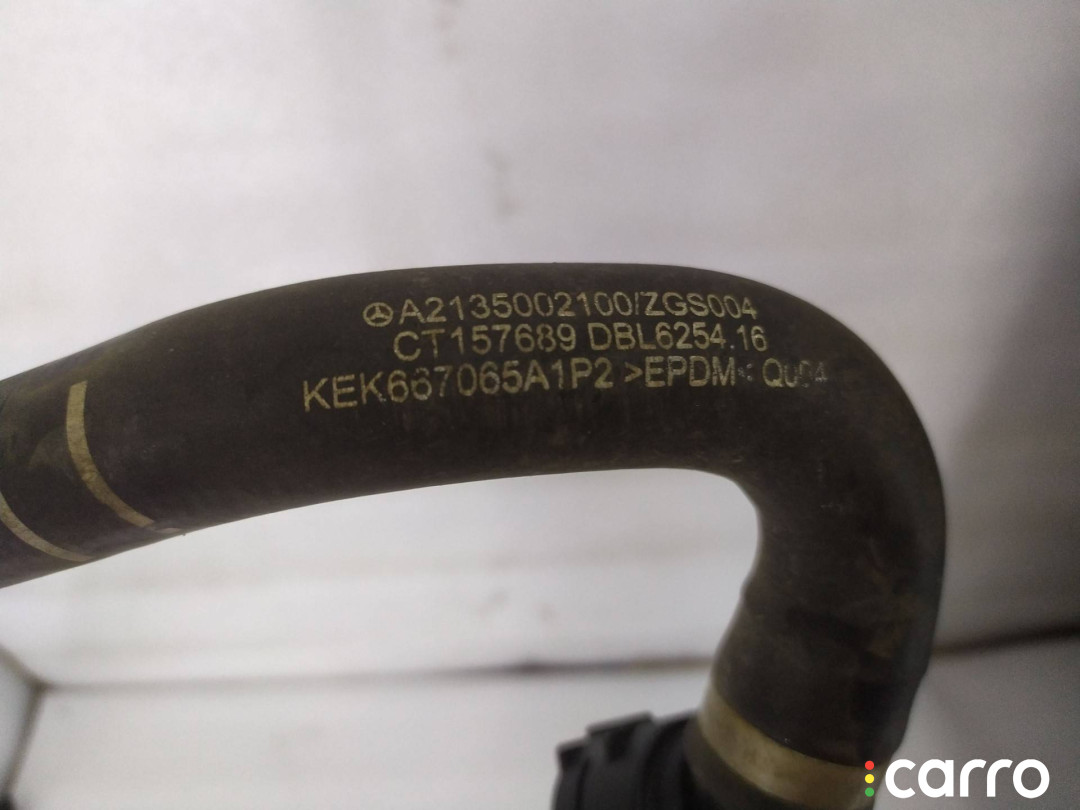 A2135002100/ZGS004
CT157689 DBL6254.16
KEK667065A1P2 >EPDM<
carro